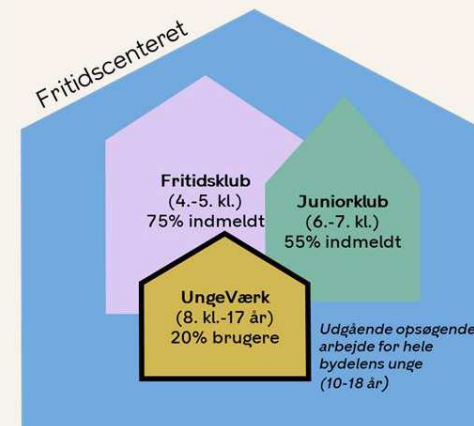 Fritidscenteret
Fritidsklub
(4.-5. kl.)
75% indmeldt
Juniorklub
(6.-7. kl.)
55% indmeldt
UngeVærk
(8. kl.-17 år)
20% brugere
Udgående opsøgende
arbejde for hele
bydelens unge
(10-18 år)